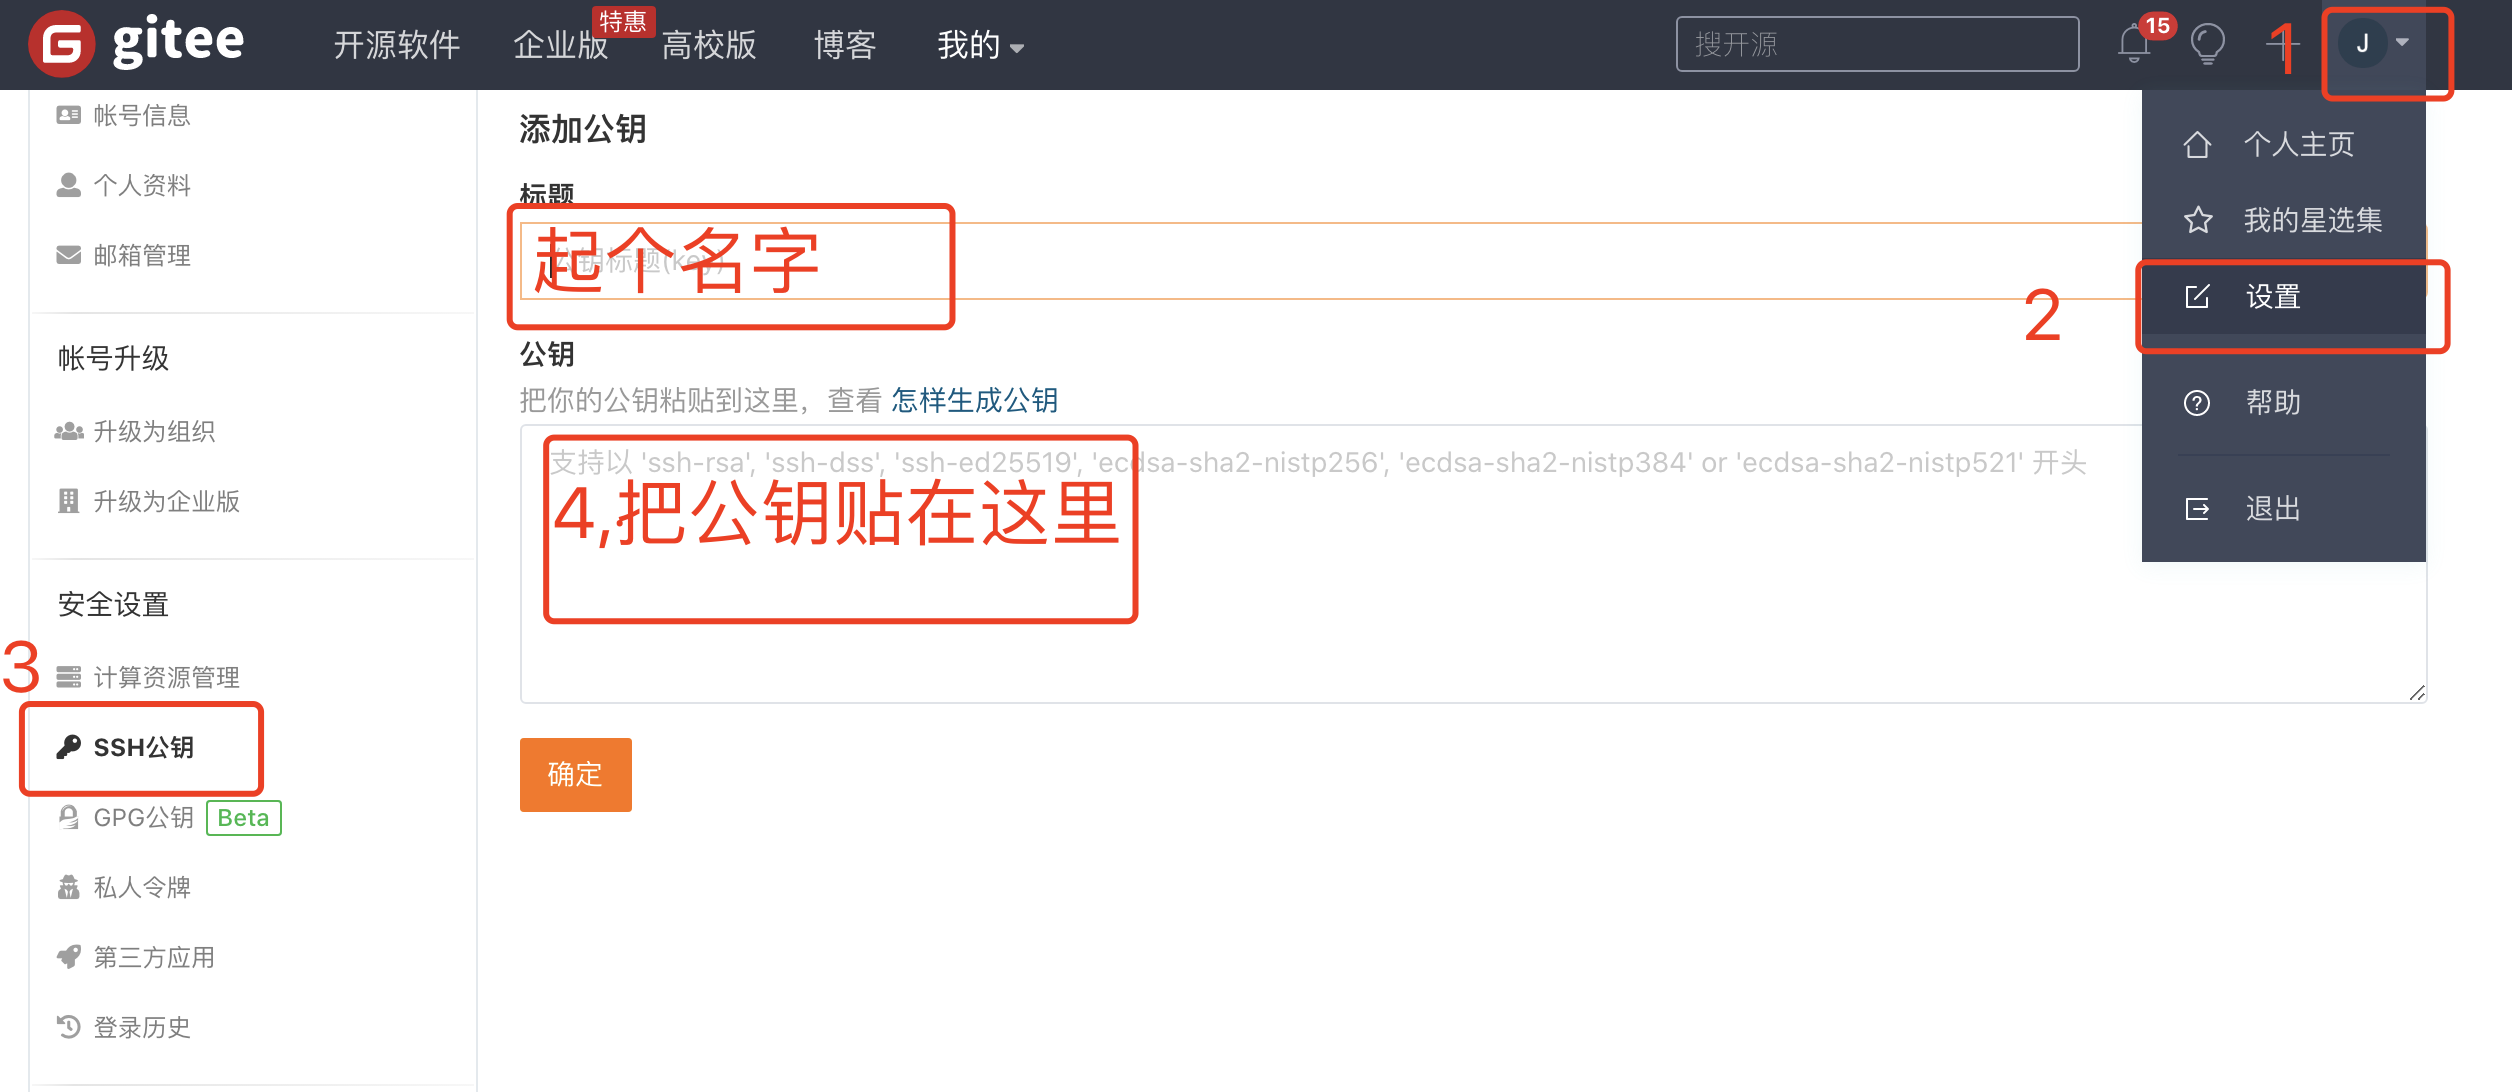 gitee
开源软件
企业版
特惠
高校版
博客
我的
搜开源
15
1
J
帐号信息
个人资料
邮箱管理
帐号升级
升级为组织
升级为企业版
安全设置
计算资源管理
3
SSH公钥
GPG公钥 Beta
私人令牌
第三方应用
登录历史
添加公钥
标题
公钥标题(key)
起个名字
公钥
把你的公钥粘贴到这里，查看 怎样生成公钥
支持以 'ssh-rsa', 'ssh-dss', 'ssh-ed25519', 'ecdsa-sha2-nistp256', 'ecdsa-sha2-nistp384' or 'ecdsa-sha2-nistp521' 开头
4,把公钥贴在这里
确定
个人主页
我的星选集
2
设置
帮助
退出